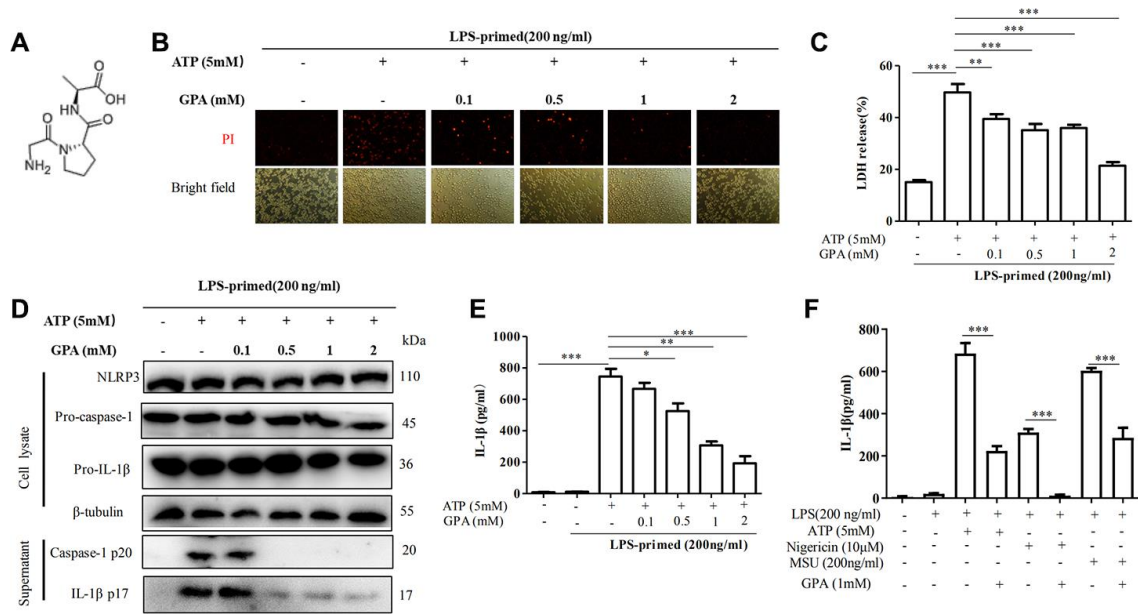 A
O
OH
NH
O
O
N
NH₂
B
LPS-primed(200 ng/ml)
ATP (5mM) - + + + + +
GPA (mM) - - 0.1 0.5 1 2
PI
Bright field
C
***
***
***
*** **
60
40
20
0
LDH release(%)
ATP (5mM) - + + + + +
GPA (mM) - - 0.1 0.5 1 2
LPS-primed (200ng/ml)
D
LPS-primed(200 ng/ml)
ATP (5mM) - + + + + +
GPA (mM) - - 0.1 0.5 1 2
kDa
Cell lysate
NLRP3 110
Pro-caspase-1 45
Pro-IL-1β 36
β-tubulin 55
Supernatant
Caspase-1 p20 20
IL-1β p17 17
E
***
**
*** *
1000
800
600
400
200
0
IL-1β (pg/ml)
ATP (5mM) - - + + + + +
GPA (mM) - - - 0.1 0.5 1 2
LPS-primed (200ng/ml)
F
***
***
***
800
600
400
200
0
IL-1β(pg/ml)
LPS(200 ng/ml) - + + + + + + +
ATP (5mM) - - + + - - - -
Nigericin (10μM) - - - - + + - -
MSU (200ng/ml) - - - - - - + +
GPA (1mM) - - - + - + - +